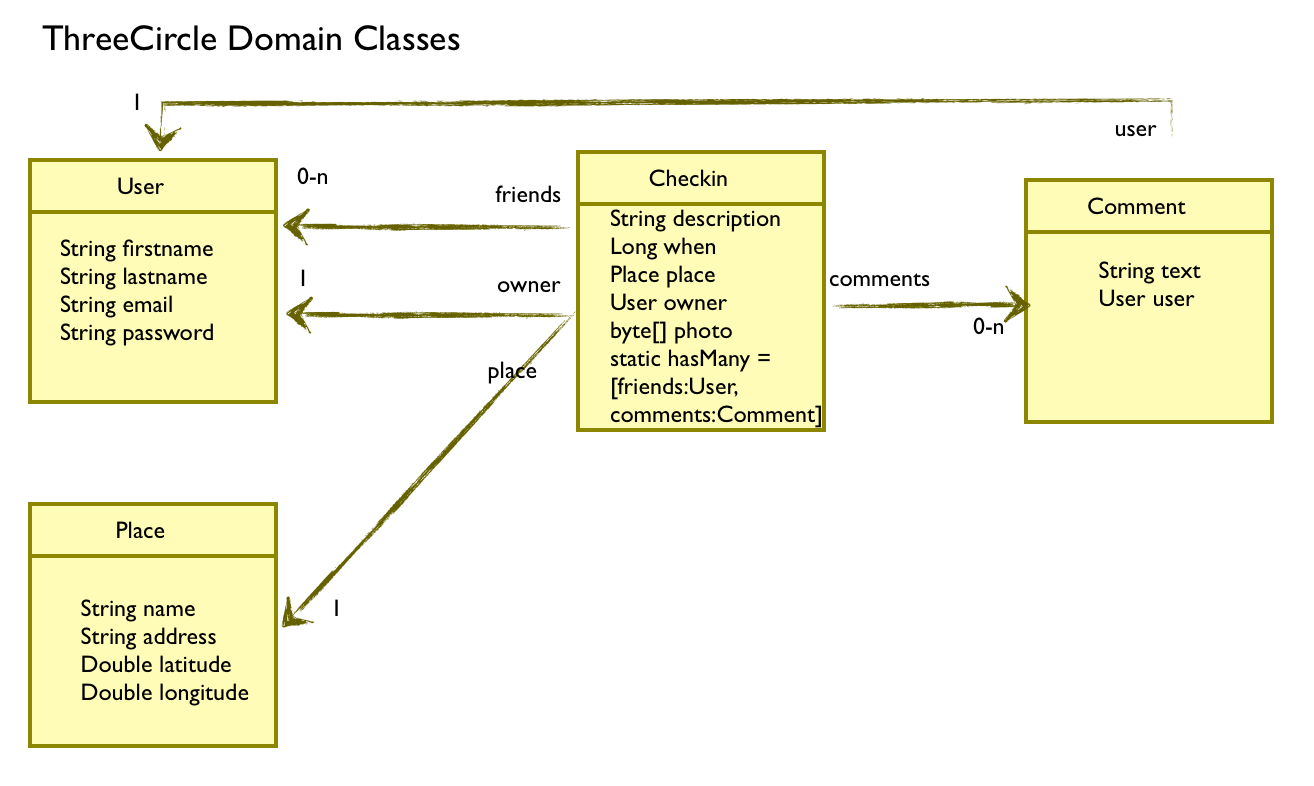 ThreeCircle Domain Classes
1
user
User
0-n
friends
Checkin
Comment
String firstname
String lastname
String email
String password
1
owner
place
String description
Long when
Place place
User owner
byte[] photo
static hasMany =
[friends:User,
comments:Comment]
comments
0-n
String text
User user
Place
1
String name
String address
Double latitude
Double longitude